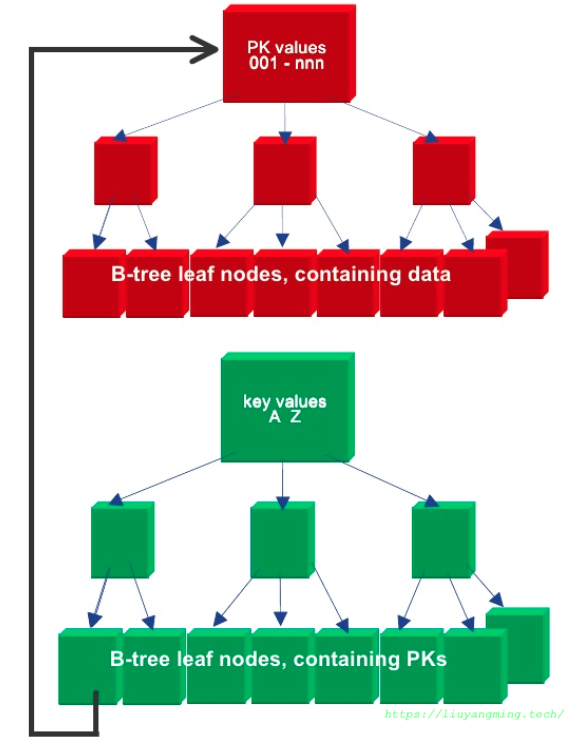 PK values
001 - nnn
B-tree leaf nodes, containing data
key values
A Z
B-tree leaf nodes, containing PKs
https://liuyangming.tech/